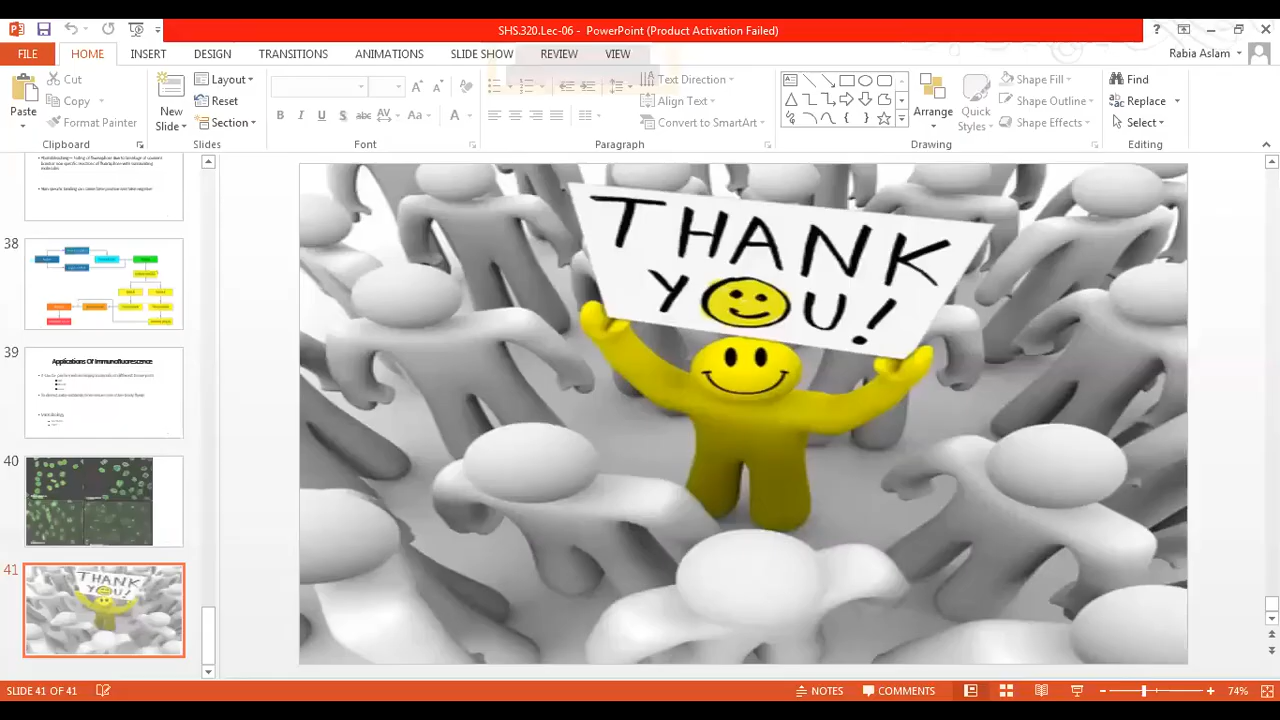 SHS.320.Lec-06 - PowerPoint (Product Activation Failed)
FILE HOME INSERT DESIGN TRANSITIONS ANIMATIONS SLIDE SHOW REVIEW VIEW Rabia Aslam
Cut Layout Text Direction Shape Fill Find
Paste Copy New Reset Align Text Arrange Quick Shape Outline Replace
Format Painter Slide Section Convert to SmartArt Styles Shape Effects Select
Clipboard Slides Font Paragraph Drawing Editing
38
39
Applications Of Immunofluorescence
40
41
THANK
YOU!
SLIDE 41 OF 41 NOTES COMMENTS 74%